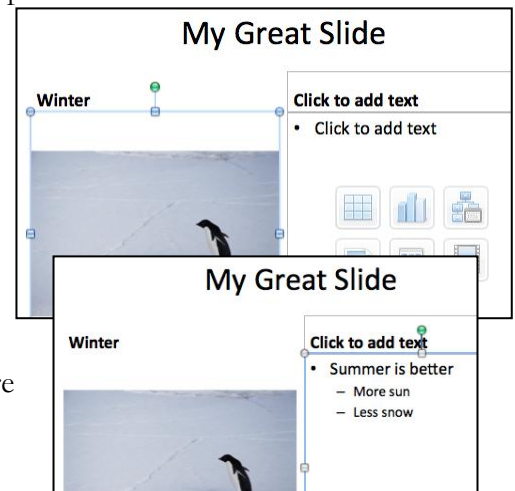 My Great Slide
Winter
Click to add text
• Click to add text
My Great Slide
Winter
Click to add text
• Summer is better
– More sun
– Less snow